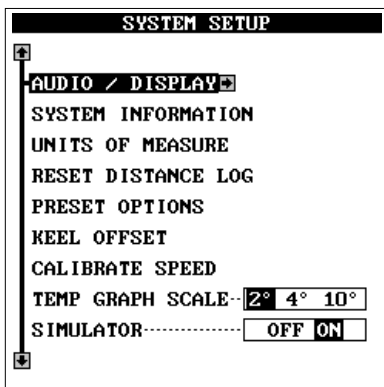 SYSTEM SETUP
AUDIO / DISPLAY
SYSTEM INFORMATION
UNITS OF MEASURE
RESET DISTANCE LOG
PRESET OPTIONS
KEEL OFFSET
CALIBRATE SPEED
TEMP GRAPH SCALE 2° 4° 10°
SIMULATOR OFF ON